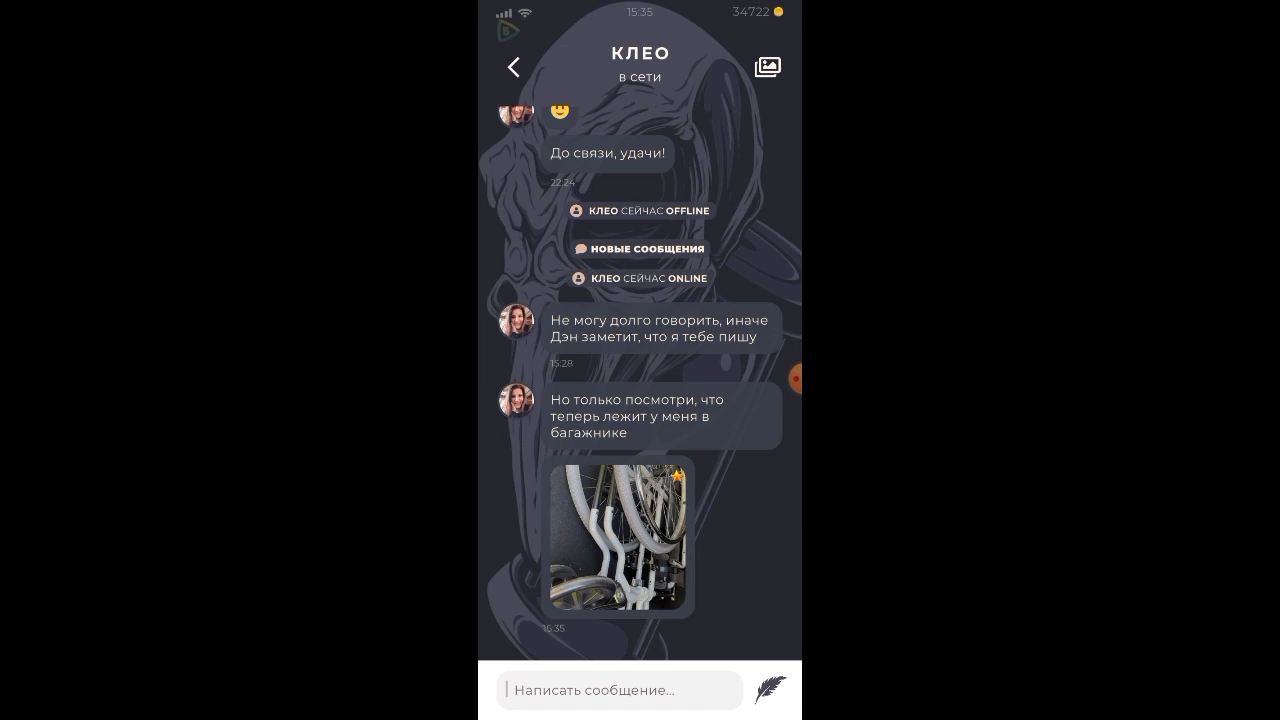 15:35
34722
КЛЕО
в сети
До связи, удачи!
22:24
КЛЕО СЕЙЧАС OFFLINE
НОВЫЕ СООБЩЕНИЯ
КЛЕО СЕЙЧАС ONLINE
Не могу долго говорить, иначе
Дэн заметит, что я тебе пишу
15:28
Но только посмотри, что
теперь лежит у меня в
багажнике
15:35
Написать сообщение...